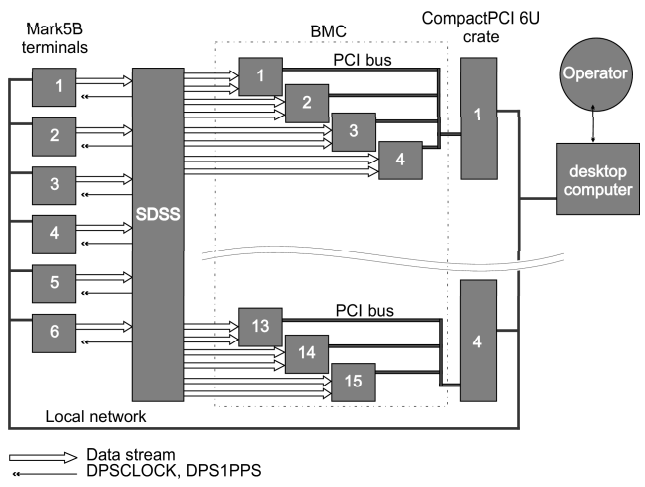 Mark5B
terminals
BMC
CompactPCI 6U
crate
PCI bus
Operator
1
2
3
4
5
6
SDSS
1
2
3
4
1
desktop
computer
PCI bus
13
14
15
4
Local network
Data stream
DPSCLOCK, DPS1PPS